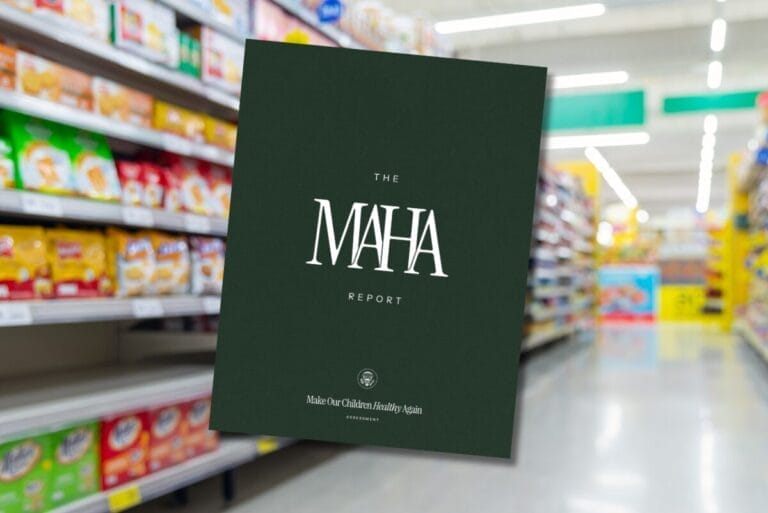 THE
MAHA
REPORT
Make Our Children Healthy Again
ASSESSMENT